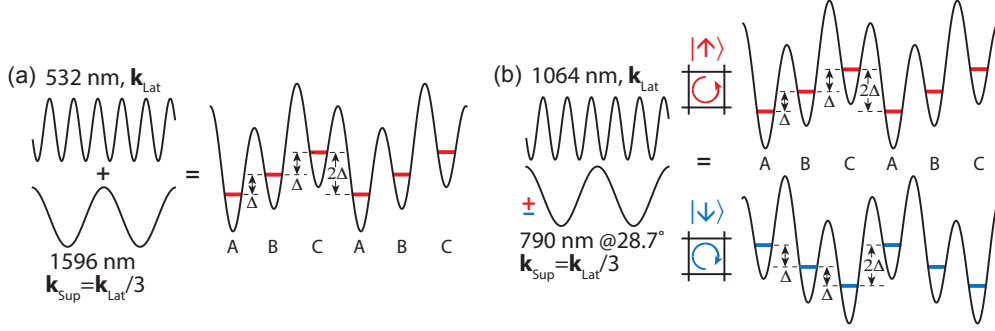 (a) 532 nm, k_Lat
+
=
1596 nm
k_Sup=k_Lat/3
Δ Δ 2Δ
A B C A B C
(b) 1064 nm, k_Lat
±
=
790 nm @28.7°
k_Sup=k_Lat/3
|↑⟩
Δ Δ 2Δ
A B C A B C
|↓⟩
Δ Δ 2Δ